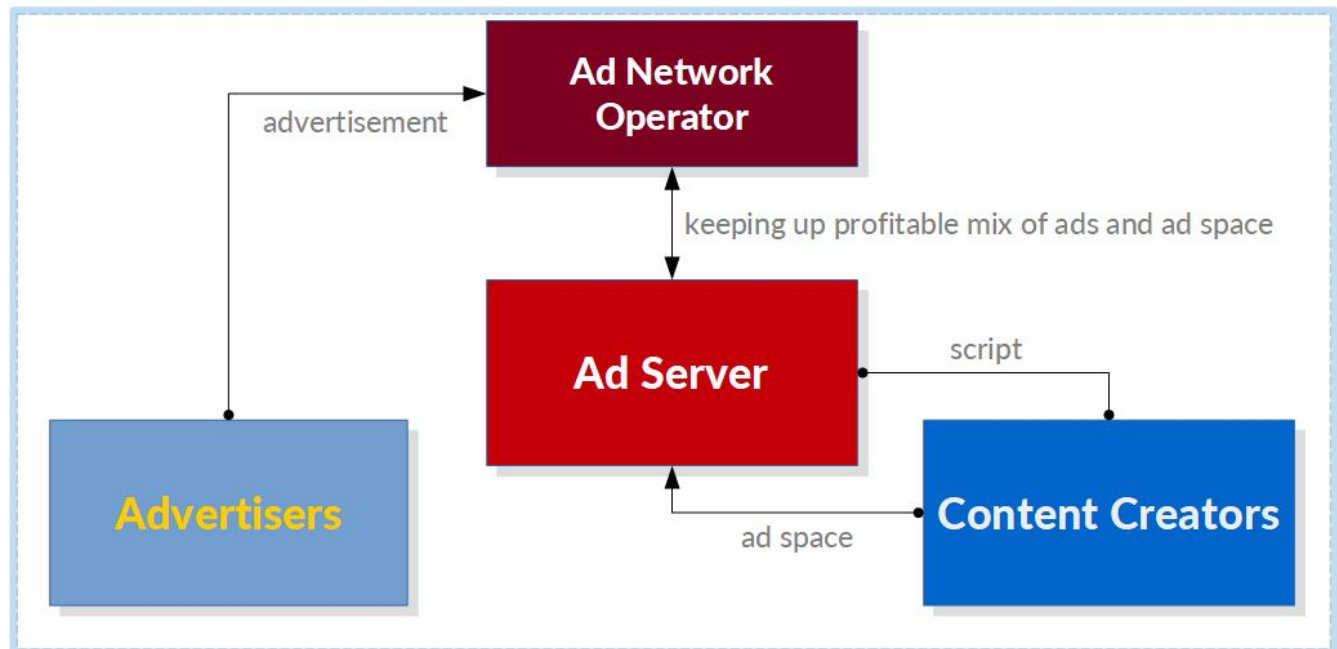 Ad Network
Operator
advertisement
keeping up profitable mix of ads and ad space
Ad Server
script
Advertisers
Content Creators
ad space